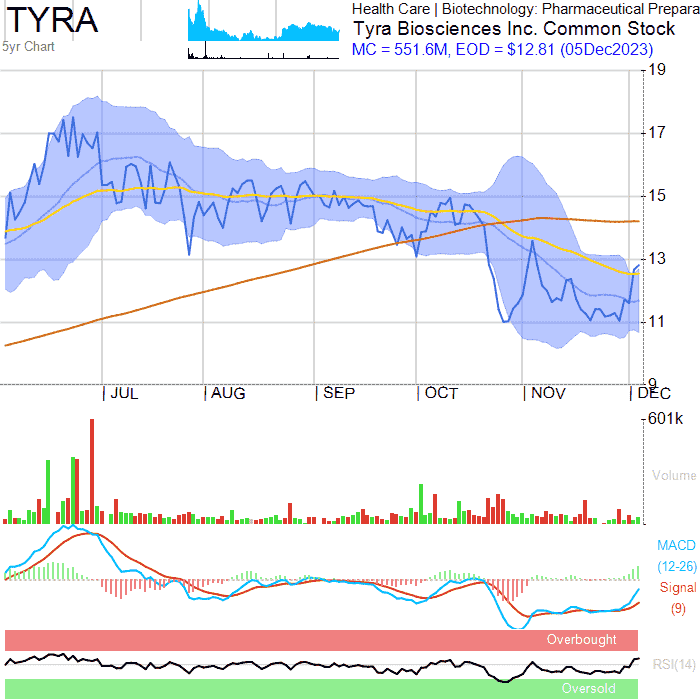 TYRA
5yr Chart
Health Care | Biotechnology: Pharmaceutical Prepara
Tyra Biosciences Inc. Common Stock
MC = 551.6M, EOD = $12.81 (05Dec2023)
19
17
15
13
11
9
JUL AUG SEP OCT NOV DEC
601k
Volume
MACD
(12-26)
Signal
(9)
Overbought
RSI(14)
Oversold